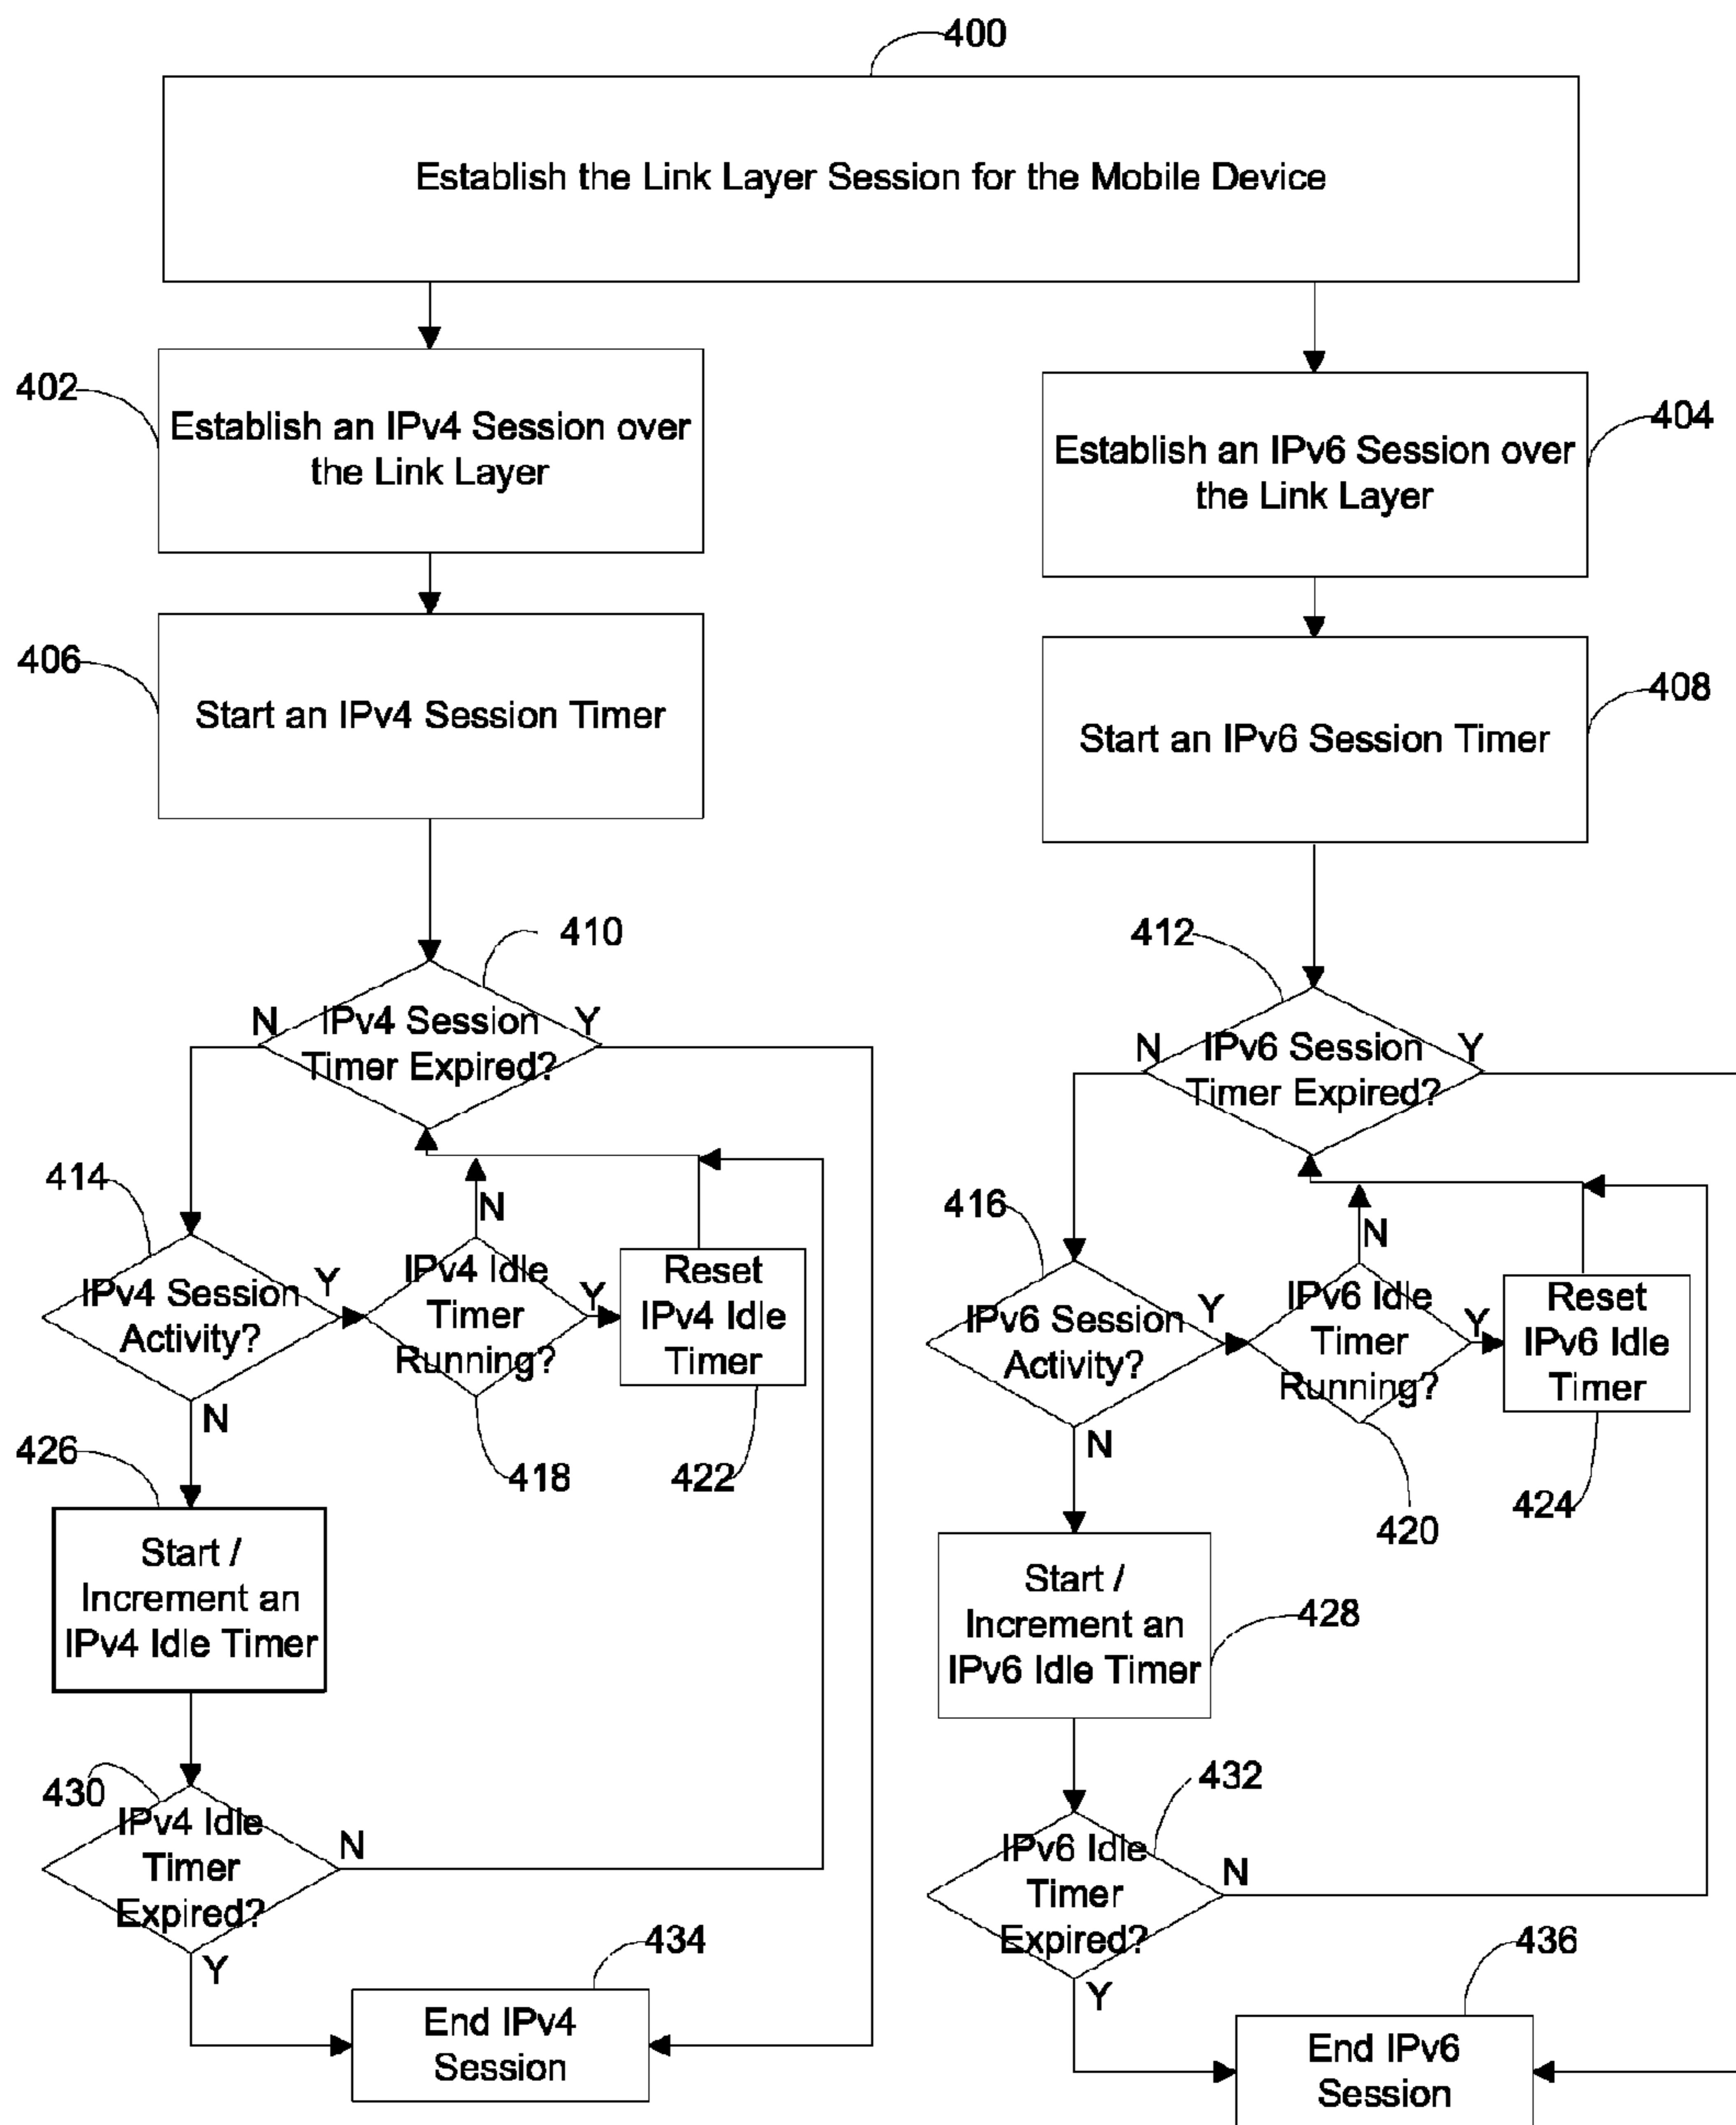 400
Establish the Link Layer Session for the Mobile Device
402
Establish an IPv4 Session over
the Link Layer
404
Establish an IPv6 Session over
the Link Layer
406
Start an IPv4 Session Timer
408
Start an IPv6 Session Timer
410
N
IPv4 Session
Timer Expired?
Y
412
N
IPv6 Session
Timer Expired?
Y
414
IPv4 Session
Activity?
Y
N
IPv4 Idle
Timer
Running?
N
Y
418
Reset
IPv4 Idle
Timer
422
416
IPv6 Session
Activity?
Y
N
IPv6 Idle
Timer
Running?
N
Y
420
Reset
IPv6 Idle
Timer
424
426
Start /
Increment an
IPv4 Idle Timer
428
Start /
Increment an
IPv6 Idle Timer
430
IPv4 Idle
Timer
Expired?
N
Y
432
IPv6 Idle
Timer
Expired?
N
Y
434
End IPv4
Session
436
End IPv6
Session